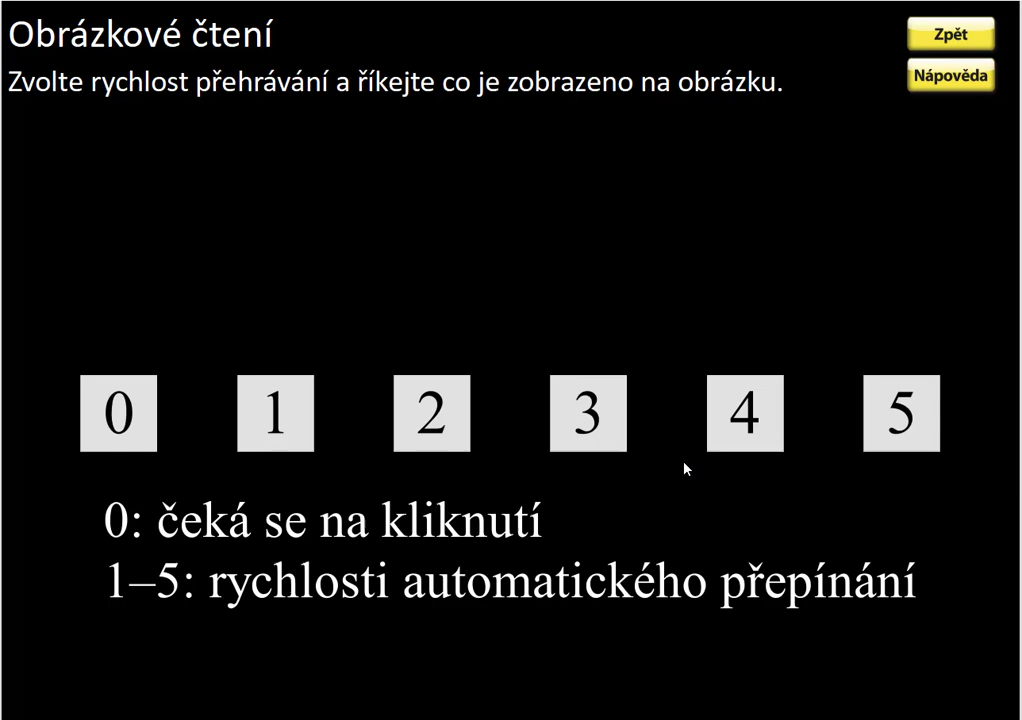 Obrázkové čtení
Zpět
Zvolte rychlost přehrávání a říkejte co je zobrazeno na obrázku.
Nápověda
0 1 2 3 4 5
0: čeká se na kliknutí
1–5: rychlosti automatického přepínání